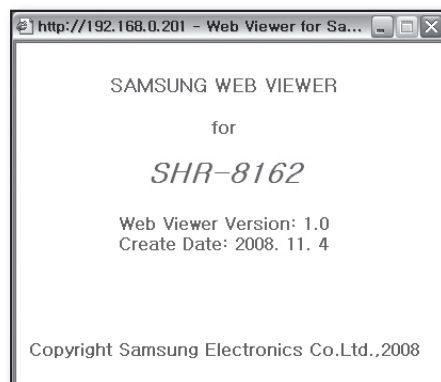 http://192.168.0.201 - Web Viewer for Sa...
SAMSUNG WEB VIEWER
for
SHR-8162
Web Viewer Version: 1.0
Create Date: 2008. 11. 4
Copyright Samsung Electronics Co.Ltd.,2008